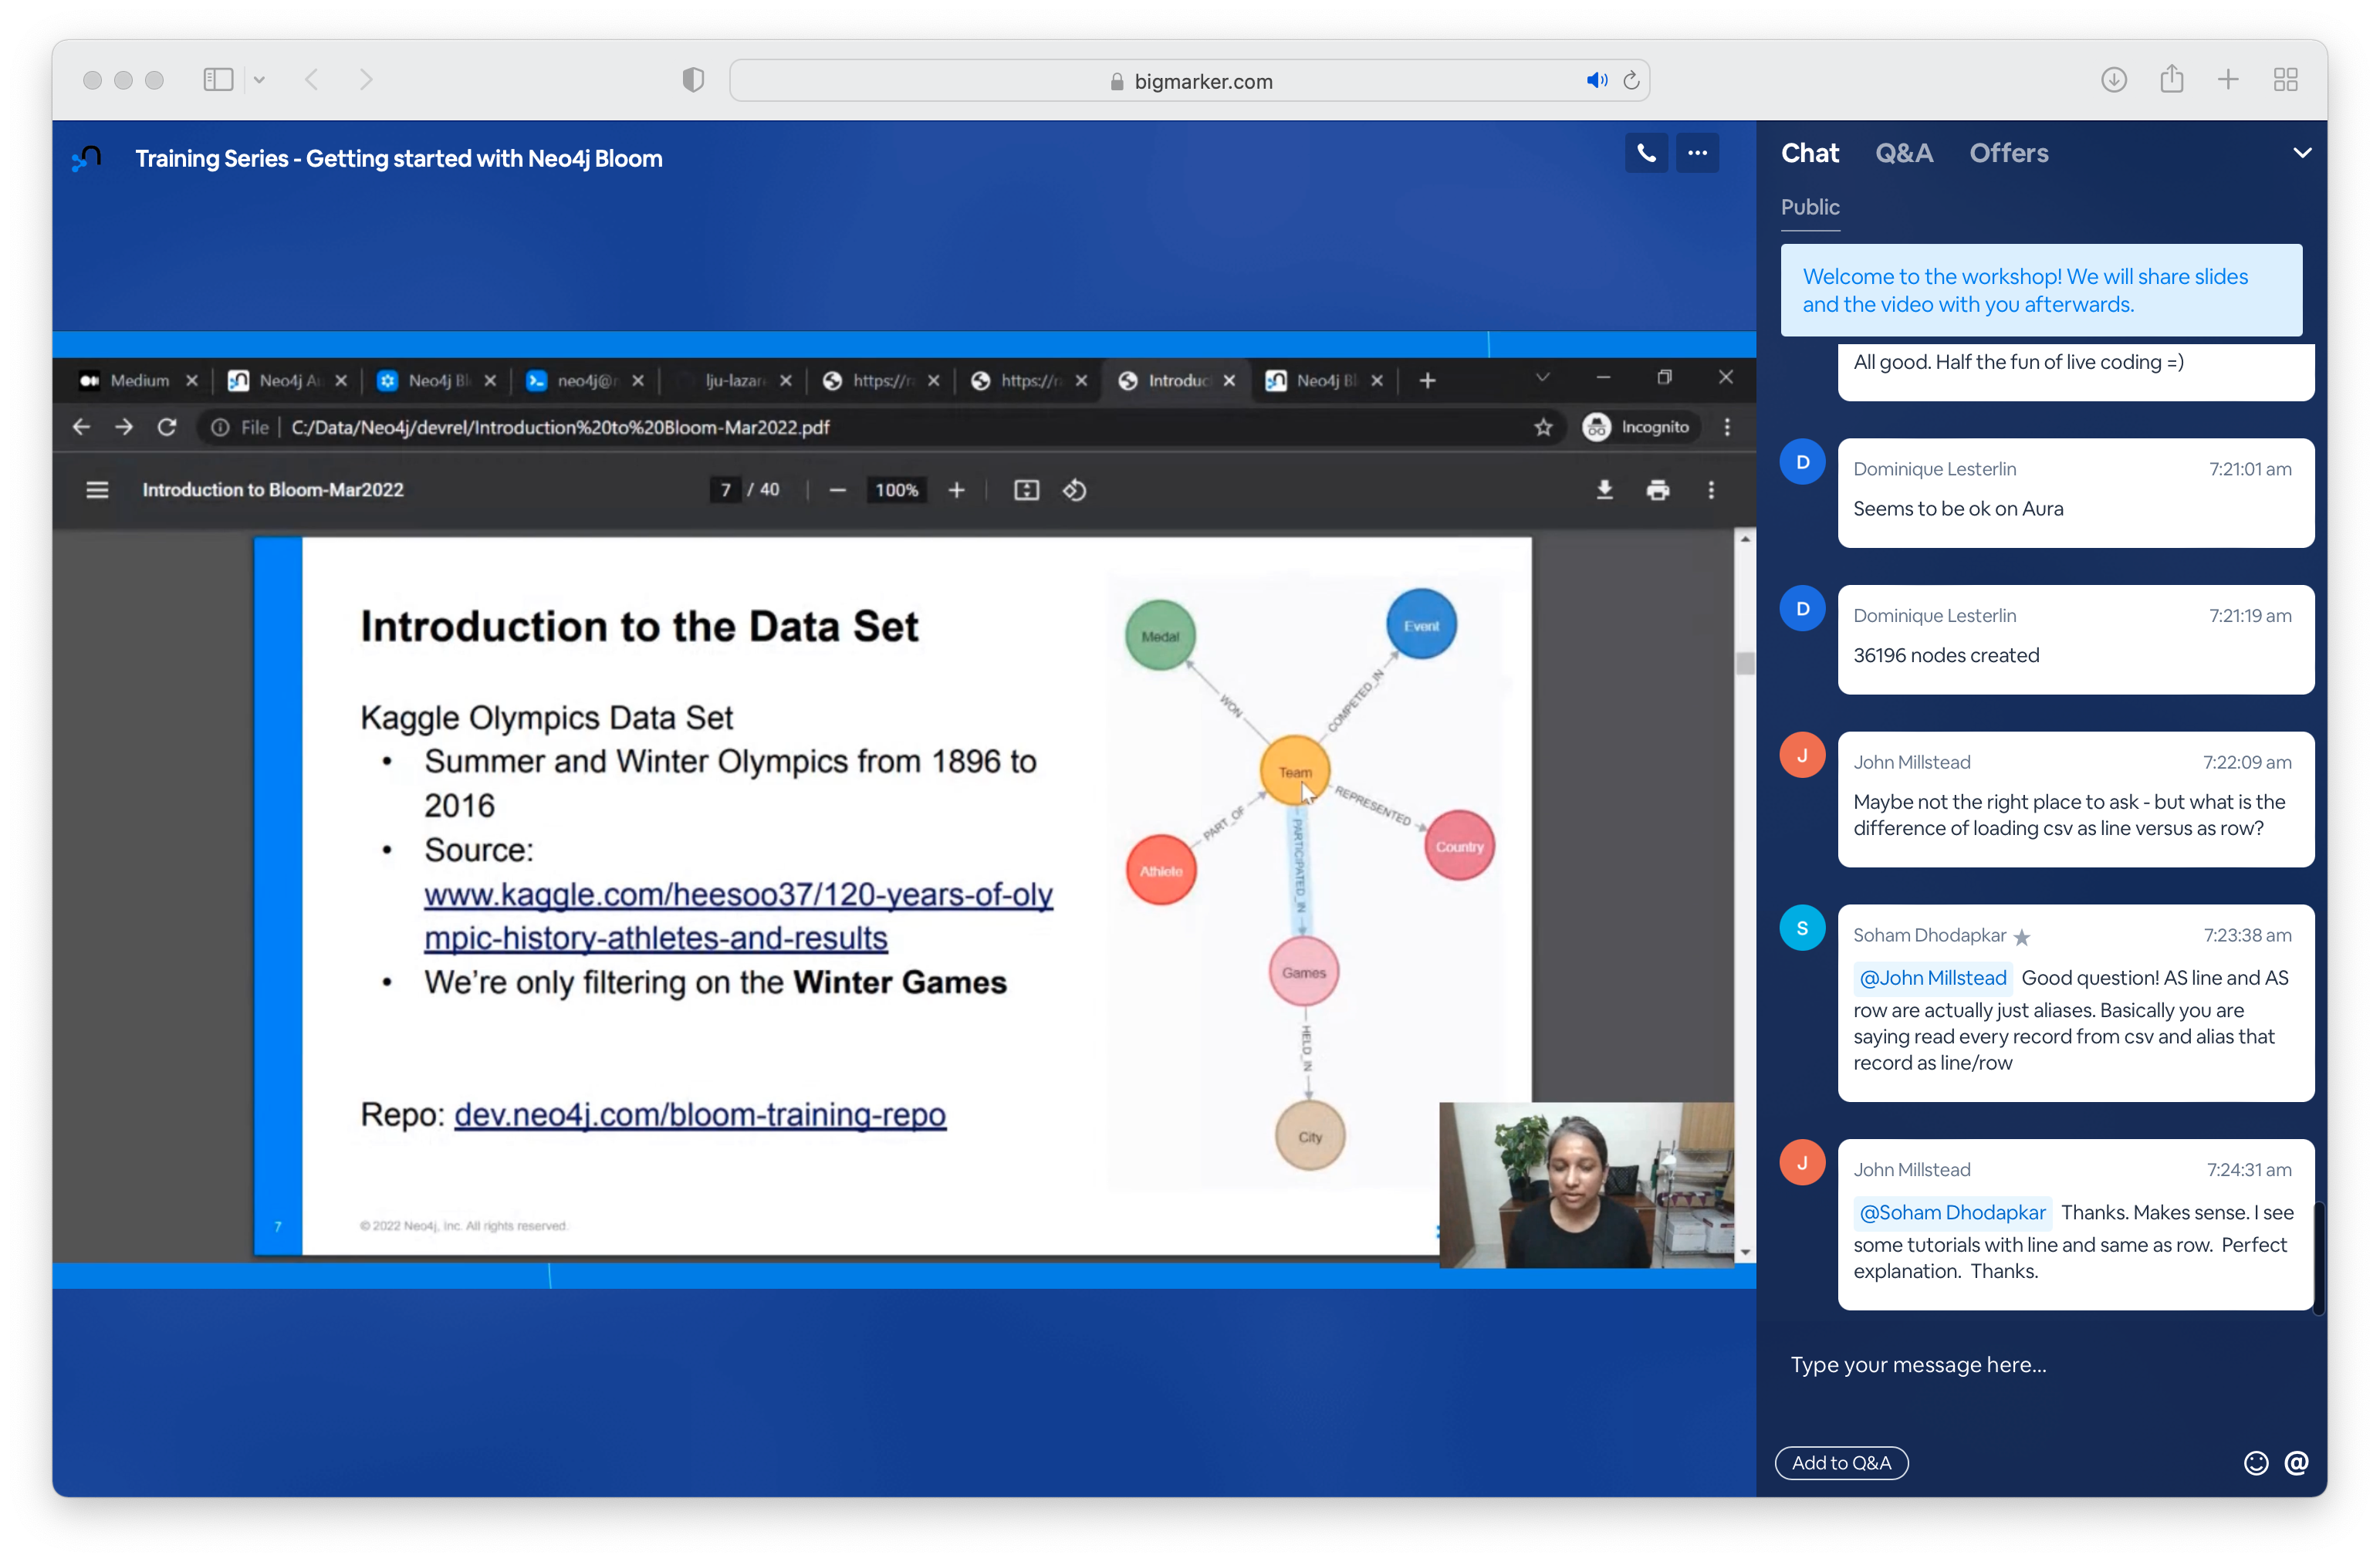 bigmarker.com
Training Series - Getting started with Neo4j Bloom
Medium
Neo4j
Neo4j
neo4j@
lju-lazar
https://
https://
Introduc
Neo4j
File
C:/Data/Neo4j/devrel/Introduction%20to%20Bloom-Mar2022.pdf
Incognito
Introduction to Bloom-Mar2022
7 / 40
100%
Introduction to the Data Set
Kaggle Olympics Data Set
• Summer and Winter Olympics from 1896 to
2016
• Source:
www.kaggle.com/heesoo37/120-years-of-oly
mpic-history-athletes-and-results
• We're only filtering on the Winter Games
Repo: dev.neo4j.com/bloom-training-repo
7
© 2022 Neo4j, Inc. All rights reserved.
Medal
Event
WON
COMPETED_IN
Team
PART_OF
REPRESENTED
PARTICIPATED_IN
Athlete
Country
Games
HELD_IN
City
Chat
Q&A
Offers
Public
Welcome to the workshop! We will share slides
and the video with you afterwards.
All good. Half the fun of live coding =)
D
Dominique Lesterlin 7:21:01 am
Seems to be ok on Aura
D
Dominique Lesterlin 7:21:19 am
36196 nodes created
J
John Millstead 7:22:09 am
Maybe not the right place to ask - but what is the
difference of loading csv as line versus as row?
S
Soham Dhodapkar ★ 7:23:38 am
@John Millstead Good question! AS line and AS
row are actually just aliases. Basically you are
saying read every record from csv and alias that
record as line/row
J
John Millstead 7:24:31 am
@Soham Dhodapkar Thanks. Makes sense. I see
some tutorials with line and same as row. Perfect
explanation. Thanks.
Type your message here...
Add to Q&A
@